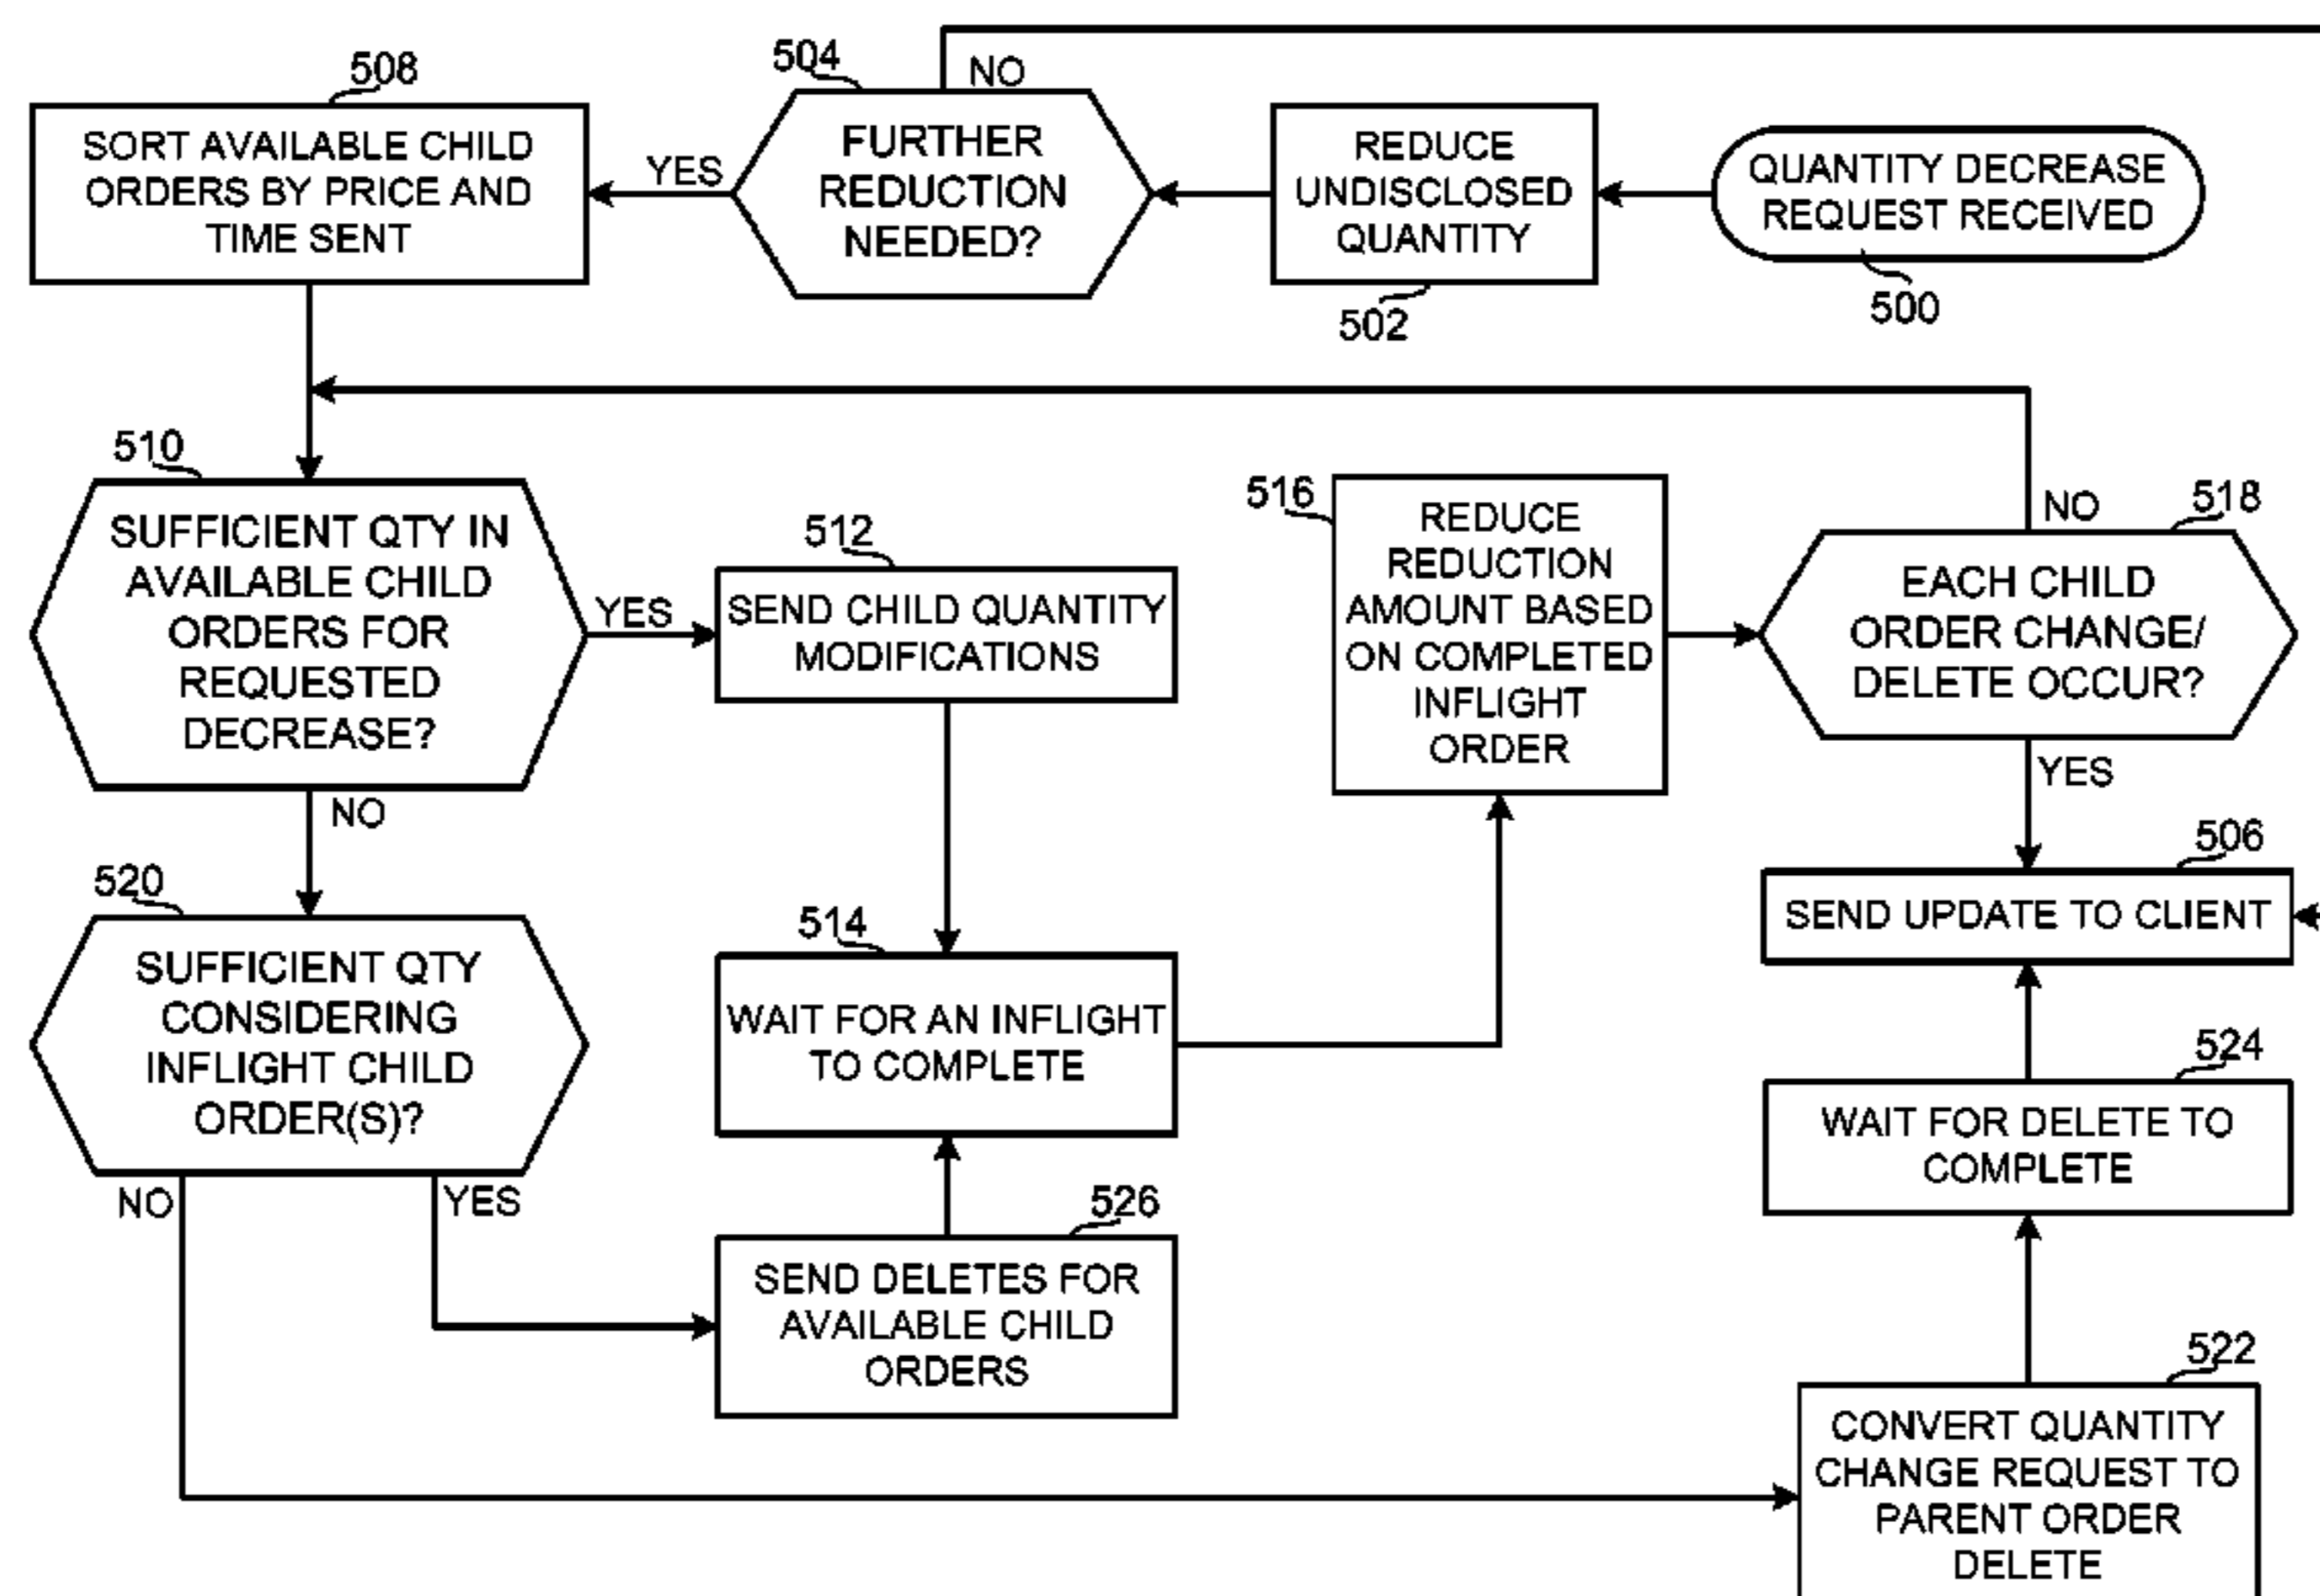 508
SORT AVAILABLE CHILD
ORDERS BY PRICE AND
TIME SENT
YES
504
NO
FURTHER
REDUCTION
NEEDED?
REDUCE
UNDISCLOSED
QUANTITY
502
QUANTITY DECREASE
REQUEST RECEIVED
500
510
SUFFICIENT QTY IN
AVAILABLE CHILD
ORDERS FOR
REQUESTED
DECREASE?
YES
NO
512
SEND CHILD QUANTITY
MODIFICATIONS
516
REDUCE
REDUCTION
AMOUNT BASED
ON COMPLETED
INFLIGHT
ORDER
NO
518
EACH CHILD
ORDER CHANGE/
DELETE OCCUR?
YES
506
SEND UPDATE TO CLIENT
520
SUFFICIENT QTY
CONSIDERING
INFLIGHT CHILD
ORDER(S)?
NO
YES
514
WAIT FOR AN INFLIGHT
TO COMPLETE
524
WAIT FOR DELETE TO
COMPLETE
526
SEND DELETES FOR
AVAILABLE CHILD
ORDERS
522
CONVERT QUANTITY
CHANGE REQUEST TO
PARENT ORDER
DELETE